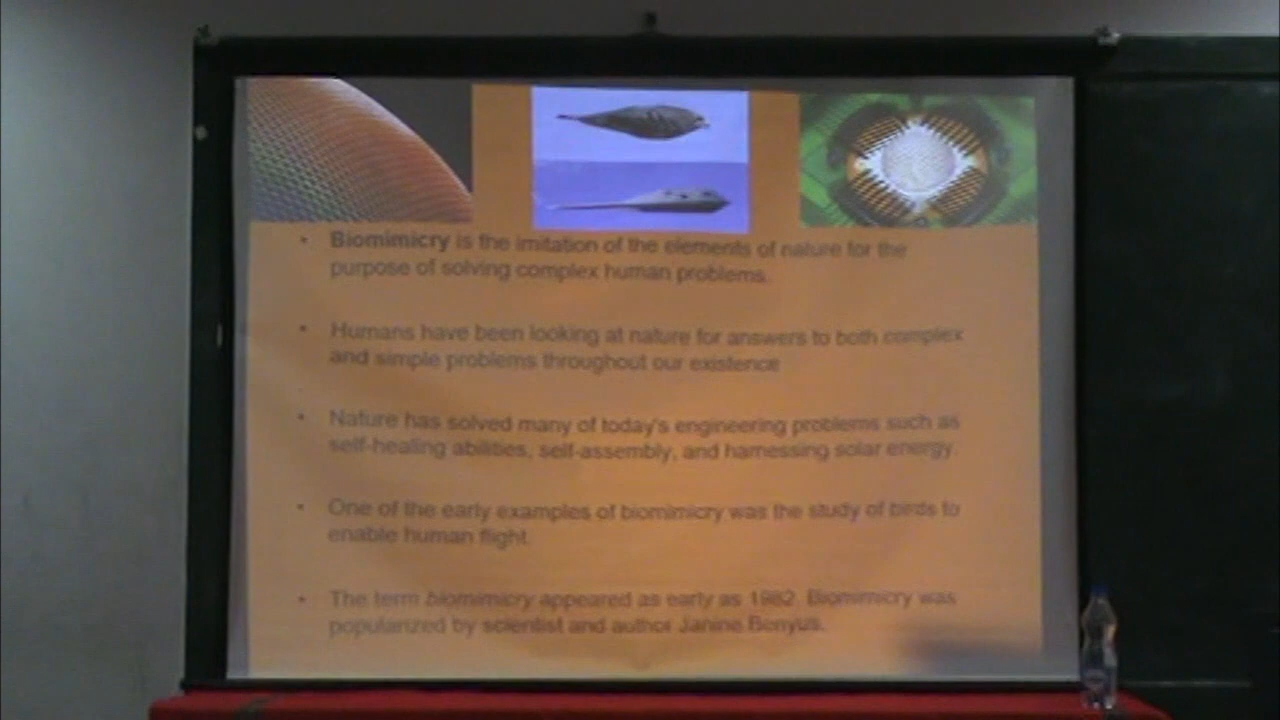 • Biomimicry is the imitation of the elements of nature for the
purpose of solving complex human problems.
• Humans have been looking at nature for answers to both complex
and simple problems throughout our existence
• Nature has solved many of today's engineering problems such as
self-healing abilities, self-assembly, and harnessing solar energy.
• One of the early examples of biomimicry was the study of birds to
enable human flight.
• The term biomimicry appeared as early as 1982. Biomimicry was
popularized by scientist and author Janine Benyus.